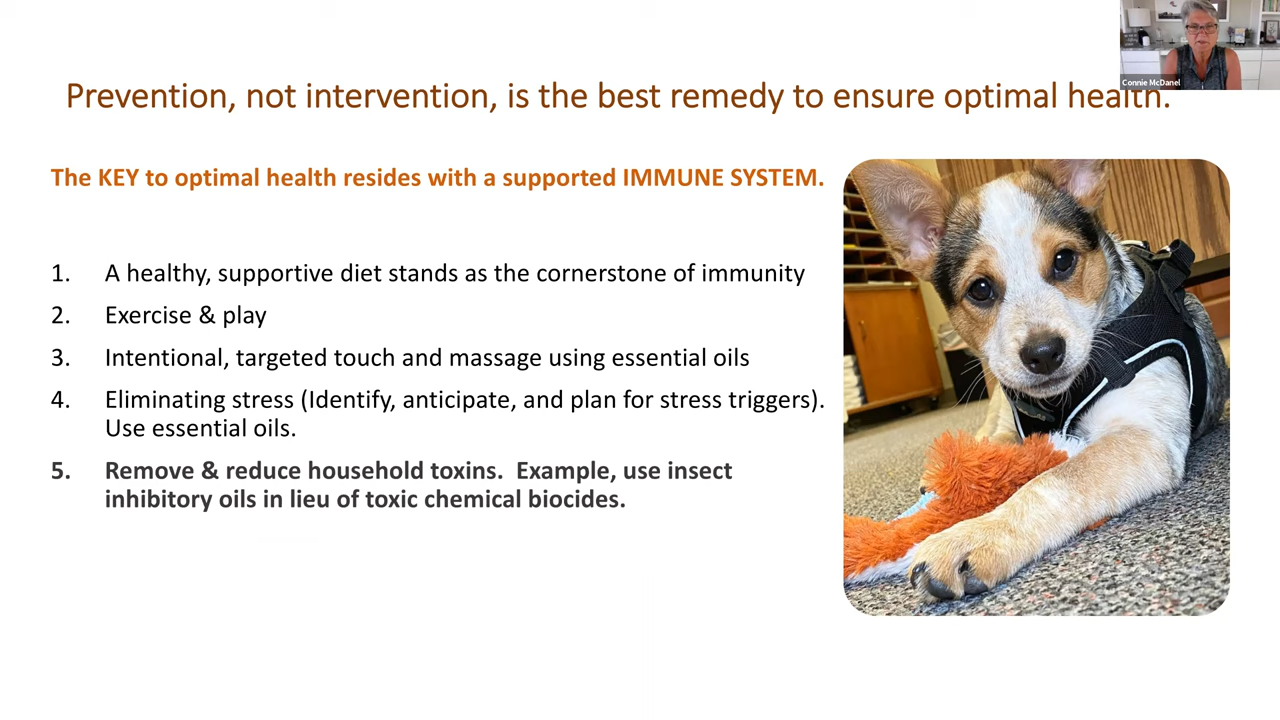 Connie McDanel
Prevention, not intervention, is the best remedy to ensure optimal health.
The KEY to optimal health resides with a supported IMMUNE SYSTEM.
1. A healthy, supportive diet stands as the cornerstone of immunity
2. Exercise & play
3. Intentional, targeted touch and massage using essential oils
4. Eliminating stress (Identify, anticipate, and plan for stress triggers).
Use essential oils.
5. Remove & reduce household toxins.  Example, use insect
inhibitory oils in lieu of toxic chemical biocides.